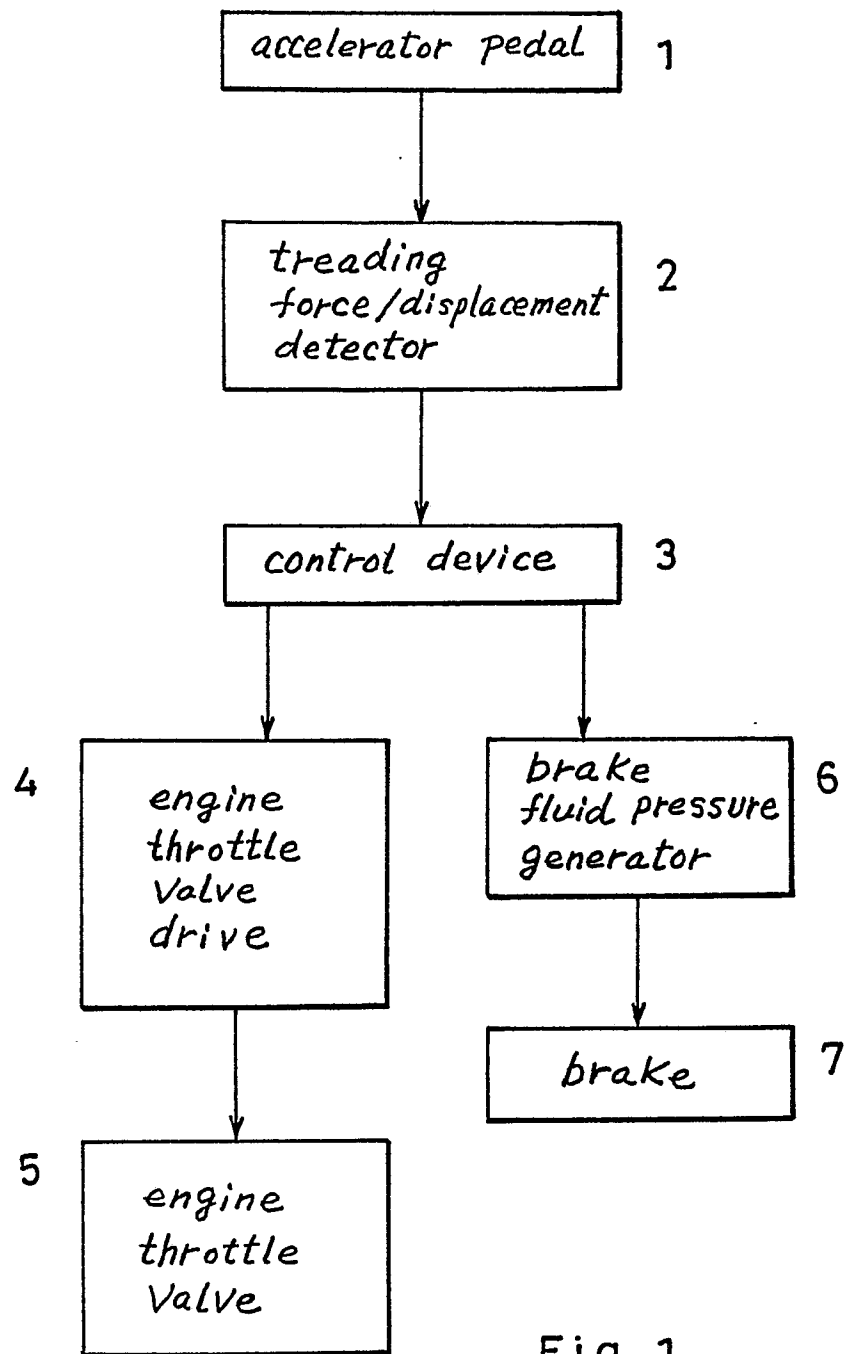 accelerator pedal
1
treading
force/displacement
detector
2
control device
3
4
engine
throttle
valve
drive
brake
fluid pressure
generator
6
brake
7
5
engine
throttle
valve
Fig. 1